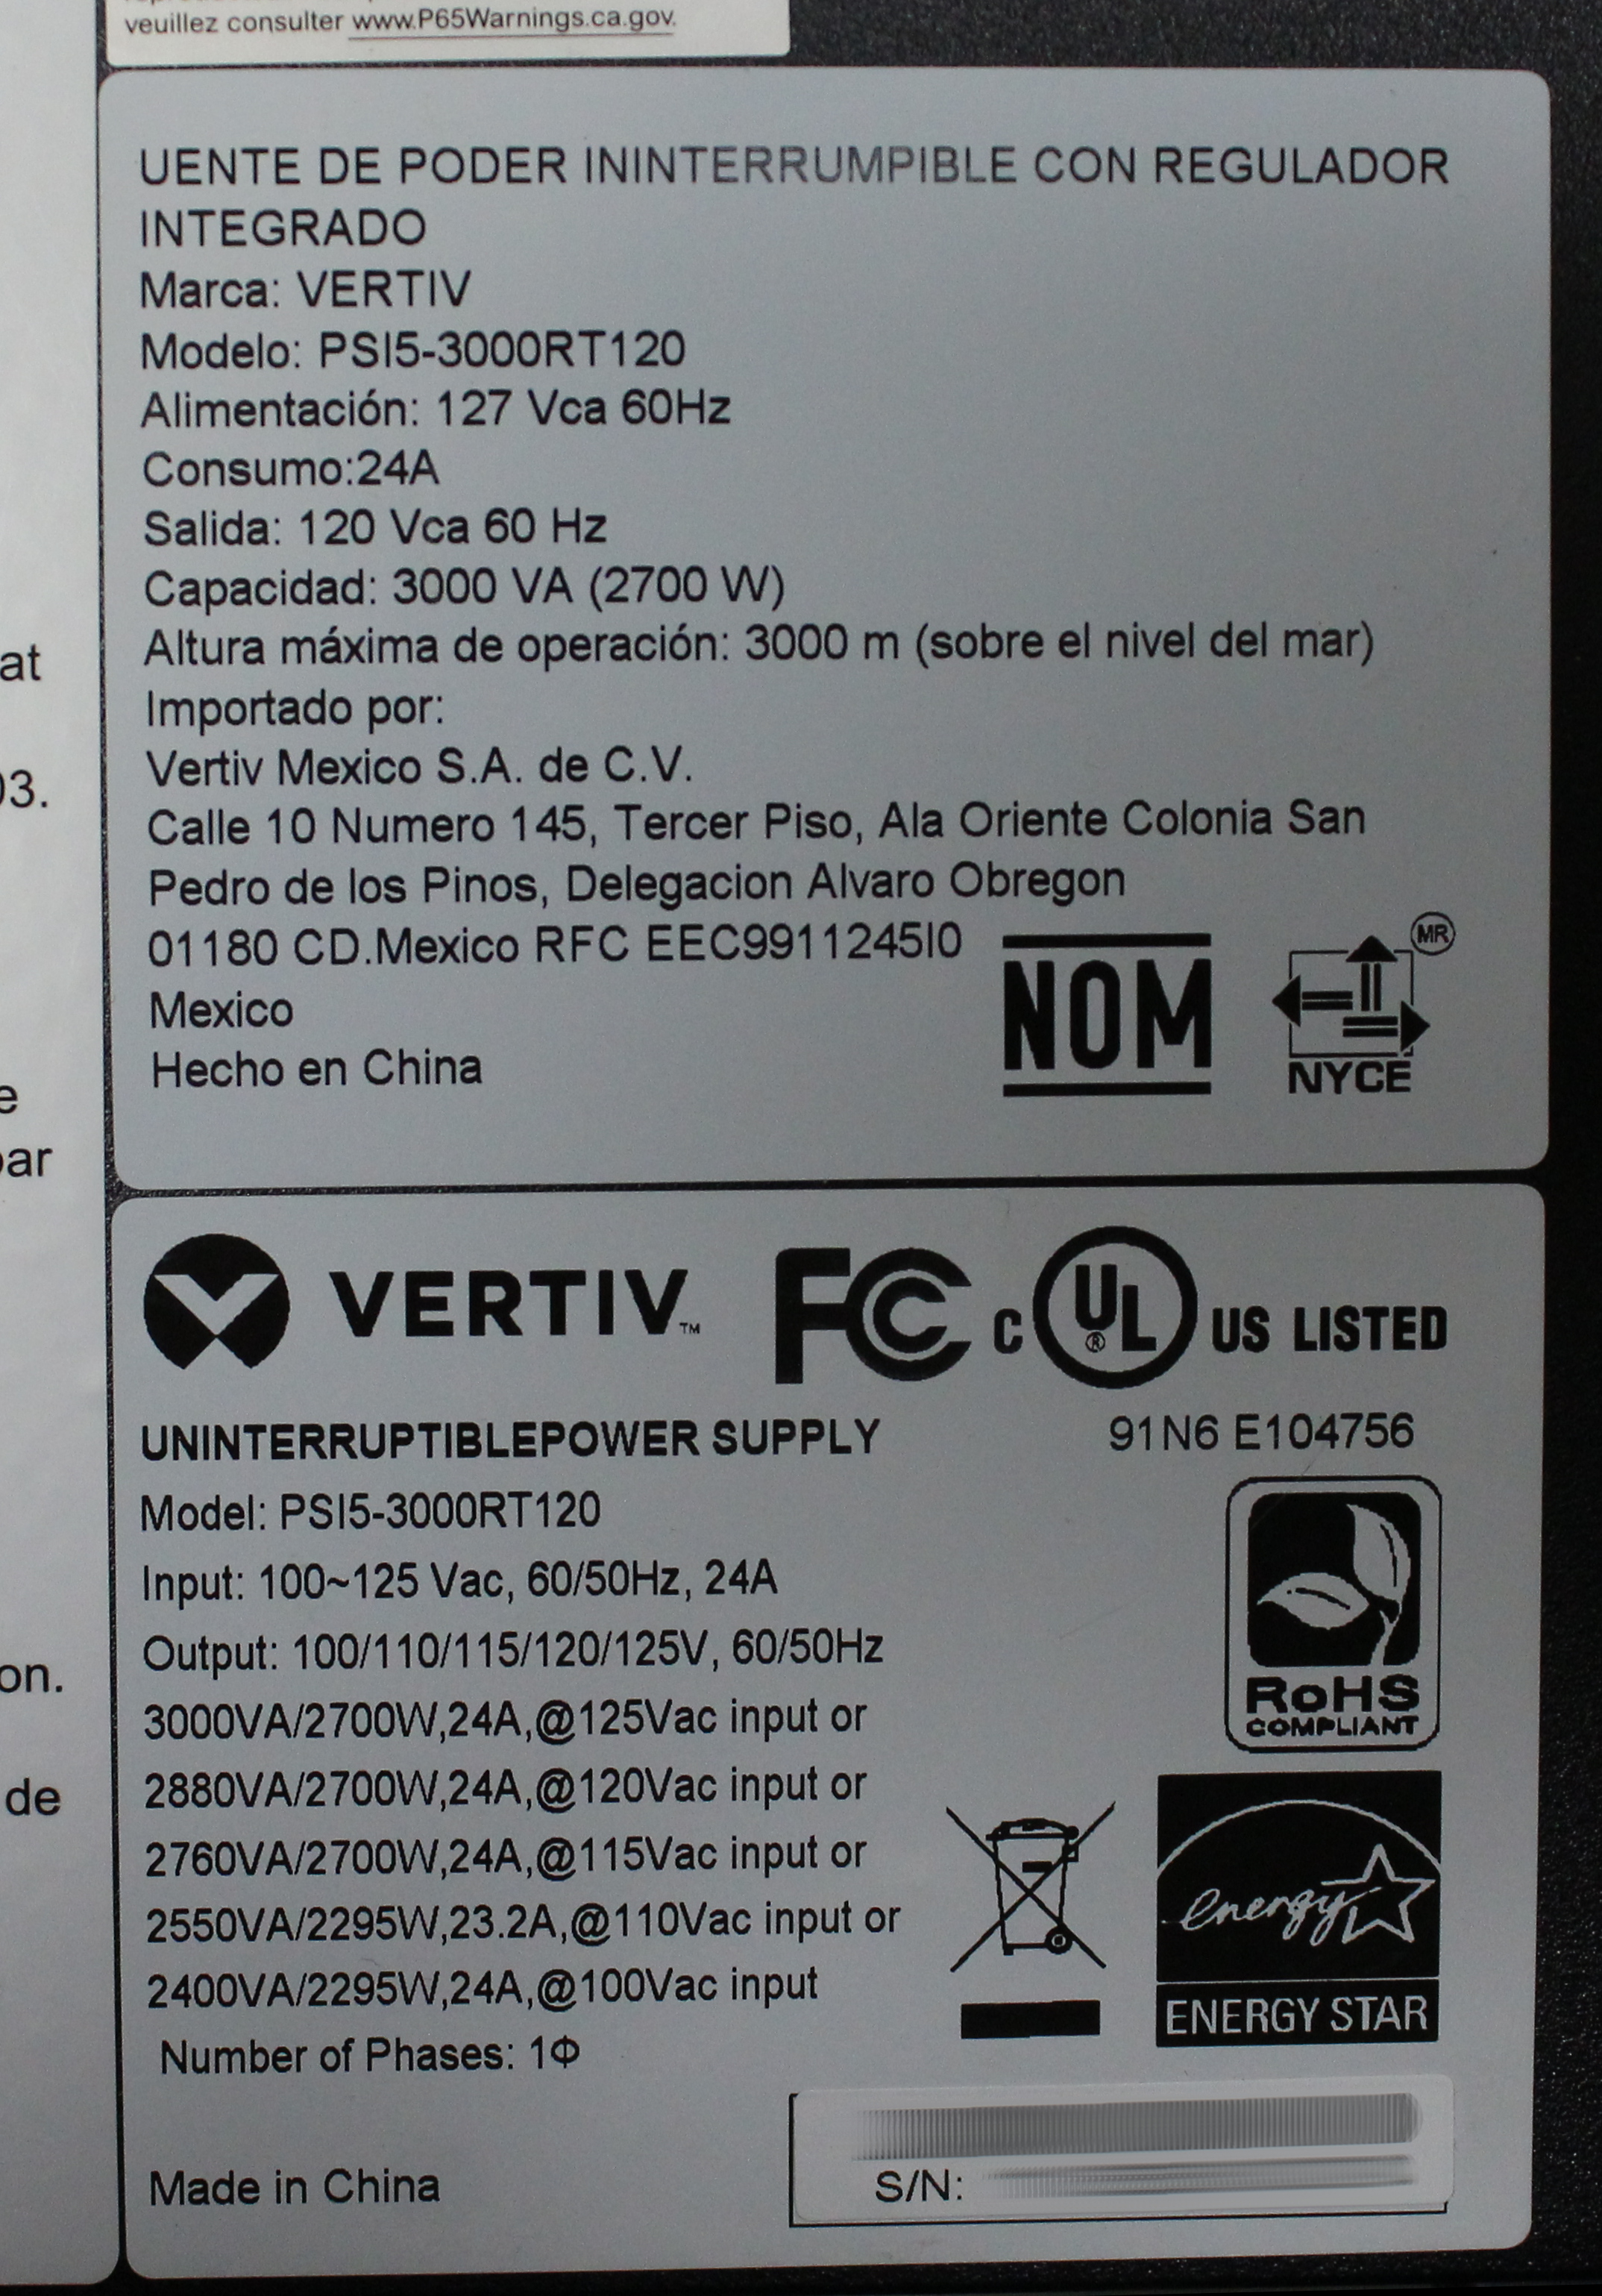 veuillez consulter www.P65Warnings.ca.gov.
UENTE DE PODER ININTERRUMPIBLE CON REGULADOR
INTEGRADO
Marca: VERTIV
Modelo: PSI5-3000RT120
Alimentación: 127 Vca 60Hz
Consumo:24A
Salida: 120 Vca 60 Hz
Capacidad: 3000 VA (2700 W)
Altura máxima de operación: 3000 m (sobre el nivel del mar)
Importado por:
Vertiv Mexico S.A. de C.V.
Calle 10 Numero 145, Tercer Piso, Ala Oriente Colonia San
Pedro de los Pinos, Delegacion Alvaro Obregon
01180 CD.Mexico RFC EEC9911245I0
Mexico
Hecho en China
NOM
MR
NYCE
VERTIV™ FC c UL® US LISTED
UNINTERRUPTIBLEPOWER SUPPLY 91N6 E104756
Model: PSI5-3000RT120
Input: 100~125 Vac, 60/50Hz, 24A
Output: 100/110/115/120/125V, 60/50Hz
3000VA/2700W,24A,@125Vac input or
2880VA/2700W,24A,@120Vac input or
2760VA/2700W,24A,@115Vac input or
2550VA/2295W,23.2A,@110Vac input or
2400VA/2295W,24A,@100Vac input
Number of Phases: 1Φ
RoHS
COMPLIANT
energy
ENERGY STAR
Made in China
S/N:
at
03.
e
par
on.
de